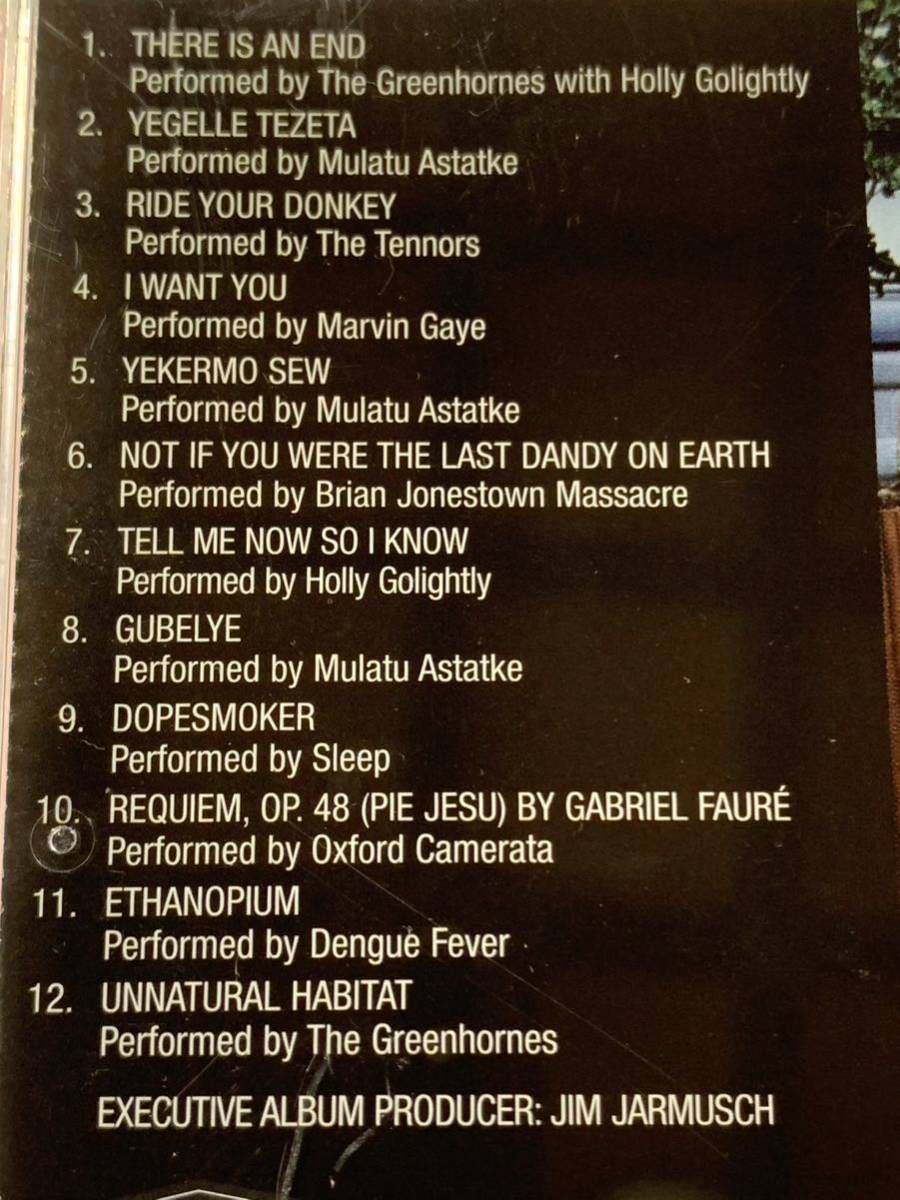 1. THERE IS AN END
Performed by The Greenhornes with Holly Golightly
2. YEGELLE TEZETA
Performed by Mulatu Astatke
3. RIDE YOUR DONKEY
Performed by The Tennors
4. I WANT YOU
Performed by Marvin Gaye
5. YEKERMO SEW
Performed by Mulatu Astatke
6. NOT IF YOU WERE THE LAST DANDY ON EARTH
Performed by Brian Jonestown Massacre
7. TELL ME NOW SO I KNOW
Performed by Holly Golightly
8. GUBELYE
Performed by Mulatu Astatke
9. DOPESMOKER
Performed by Sleep
10. REQUIEM, OP. 48 (PIE JESU) BY GABRIEL FAURÉ
Performed by Oxford Camerata
11. ETHANOPIUM
Performed by Dengue Fever
12. UNNATURAL HABITAT
Performed by The Greenhornes
EXECUTIVE ALBUM PRODUCER: JIM JARMUSCH